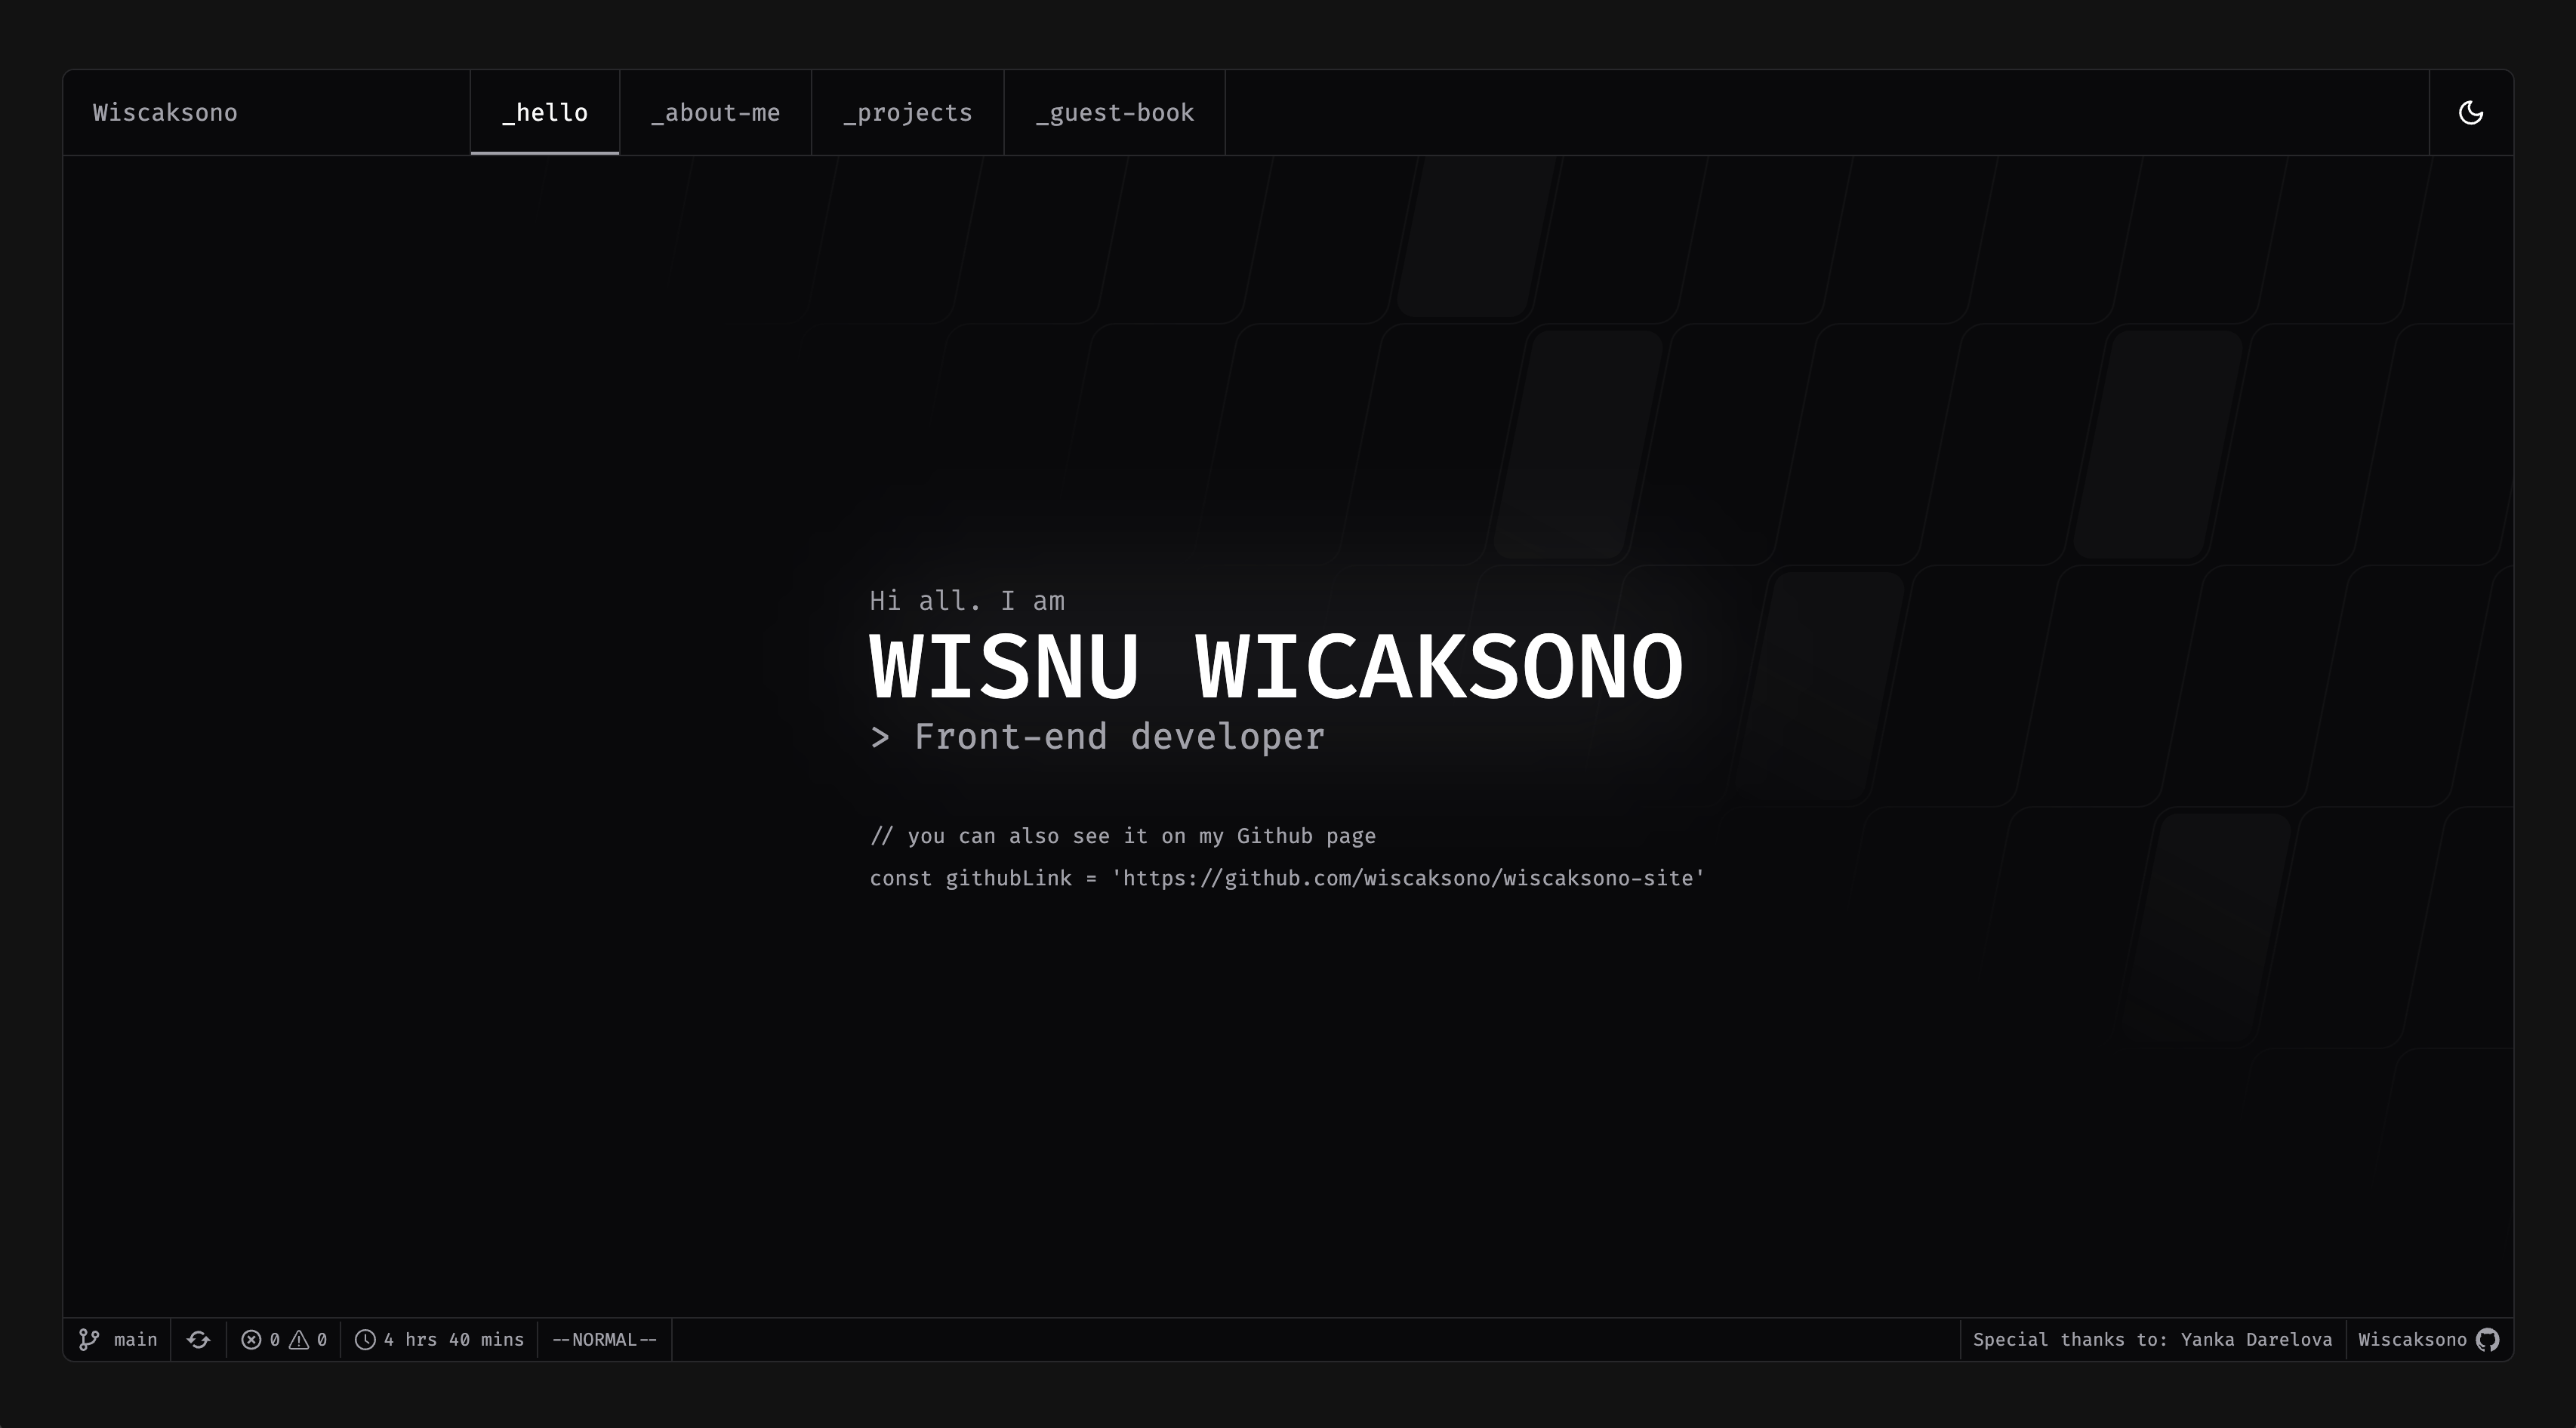 Wiscaksono
_hello
_about-me
_projects
_guest-book
Hi all. I am
WISNU WICAKSONO
> Front-end developer
// you can also see it on my Github page
const githubLink = 'https://github.com/wiscaksono/wiscaksono-site'
main
0 0
4 hrs 40 mins
--NORMAL--
Special thanks to: Yanka Darelova
Wiscaksono